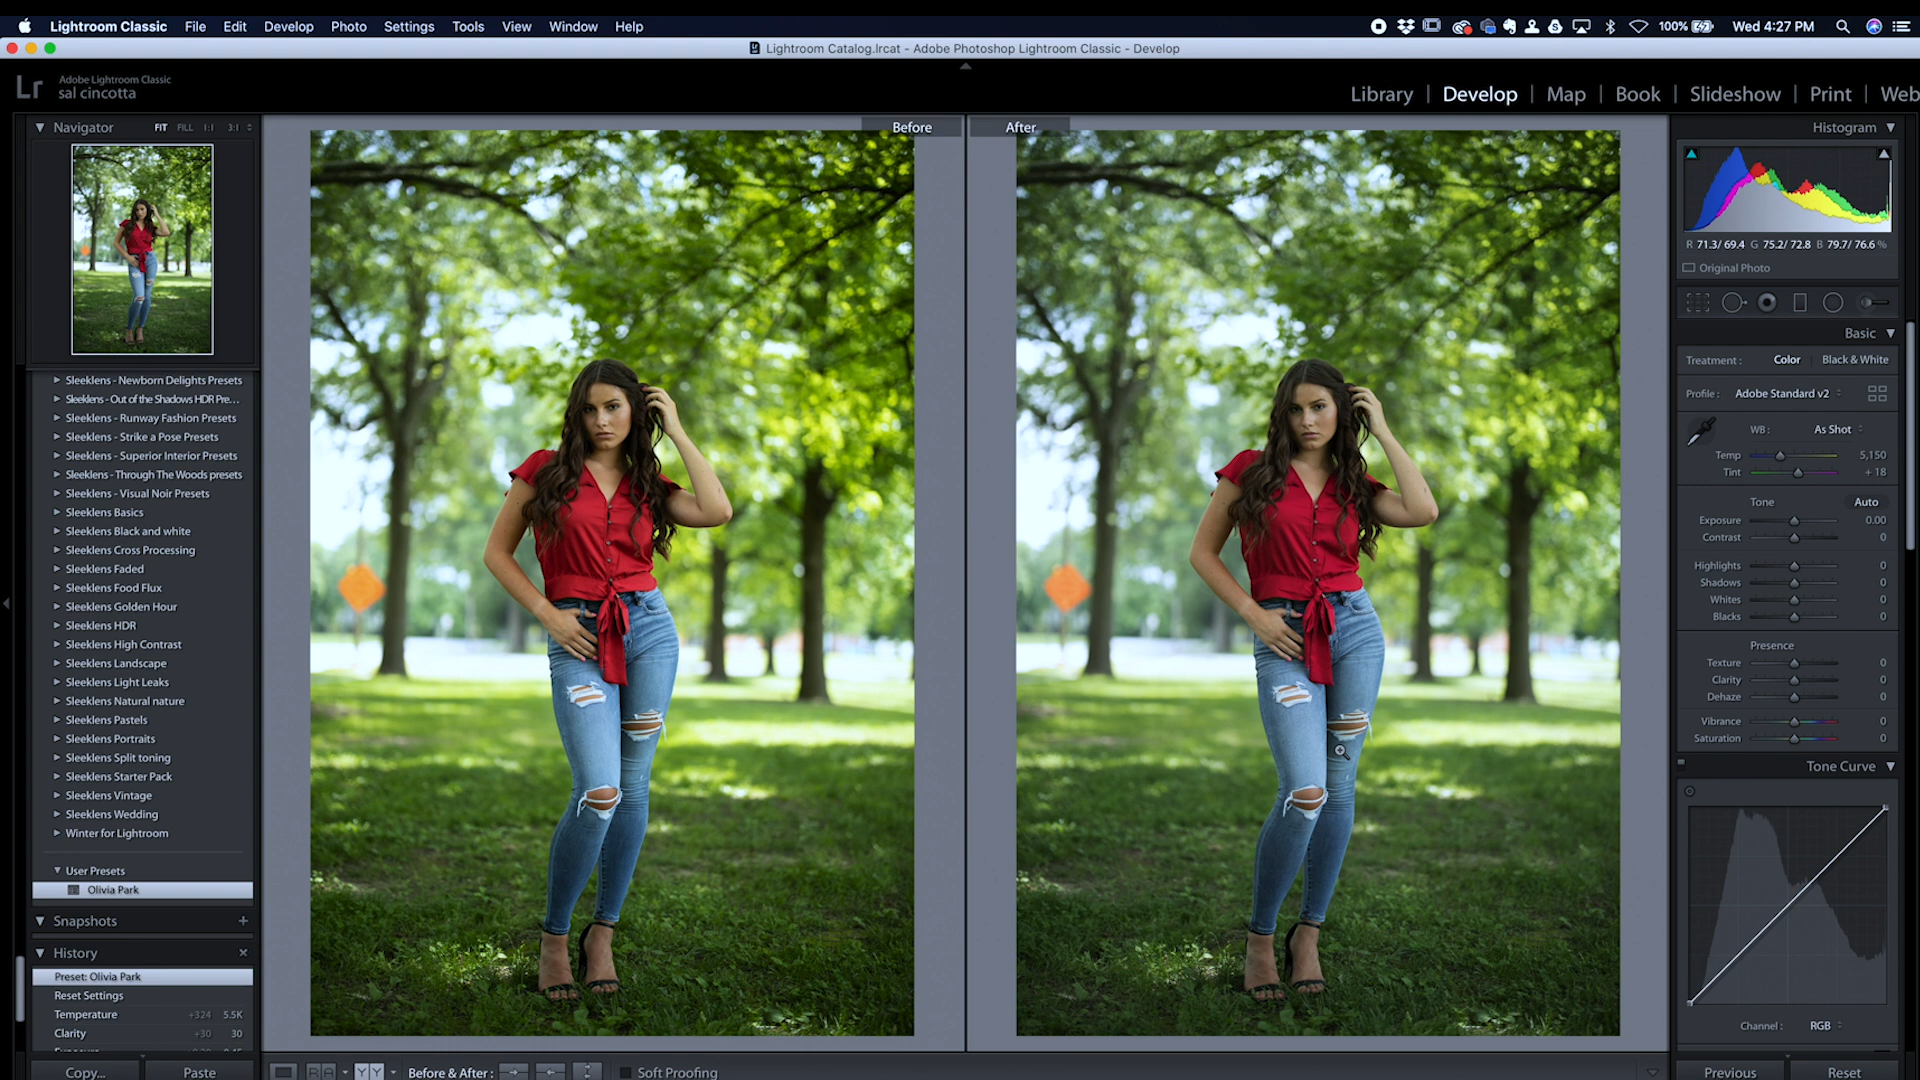 Lightroom Classic File Edit Develop Photo Settings Tools View Window Help 100% Wed 4:27 PM
Lightroom Catalog.lrcat - Adobe Photoshop Lightroom Classic - Develop
Lr Adobe Lightroom Classic
sal cincotta
Library | Develop | Map | Book | Slideshow | Print | Web
Navigator FIT FILL 1:1 3:1
Before
After
Histogram
R 71.3/ 69.4 G 75.2/ 72.8 B 79.7/ 76.6 %
Original Photo
Basic
Treatment : Color Black & White
Profile : Adobe Standard v2
WB : As Shot
Temp 5,150
Tint + 18
Tone Auto
Exposure 0.00
Contrast 0
Highlights 0
Shadows 0
Whites 0
Blacks 0
Presence
Texture 0
Clarity 0
Dehaze 0
Vibrance 0
Saturation 0
Tone Curve
Channel : RGB
Previous Reset
Sleeklens - Newborn Delights Presets
Sleeklens - Out of the Shadows HDR Pre...
Sleeklens - Runway Fashion Presets
Sleeklens - Strike a Pose Presets
Sleeklens - Superior Interior Presets
Sleeklens - Through The Woods presets
Sleeklens - Visual Noir Presets
Sleeklens Basics
Sleeklens Black and white
Sleeklens Cross Processing
Sleeklens Faded
Sleeklens Food Flux
Sleeklens Golden Hour
Sleeklens HDR
Sleeklens High Contrast
Sleeklens Landscape
Sleeklens Light Leaks
Sleeklens Natural nature
Sleeklens Pastels
Sleeklens Portraits
Sleeklens Split toning
Sleeklens Starter Pack
Sleeklens Vintage
Sleeklens Wedding
Winter for Lightroom
User Presets
Olivia Park
Snapshots +
History ×
Preset: Olivia Park
Reset Settings
Temperature +324 5.5K
Clarity +30 30
Copy... Paste
R A Y Y Before & After : Soft Proofing